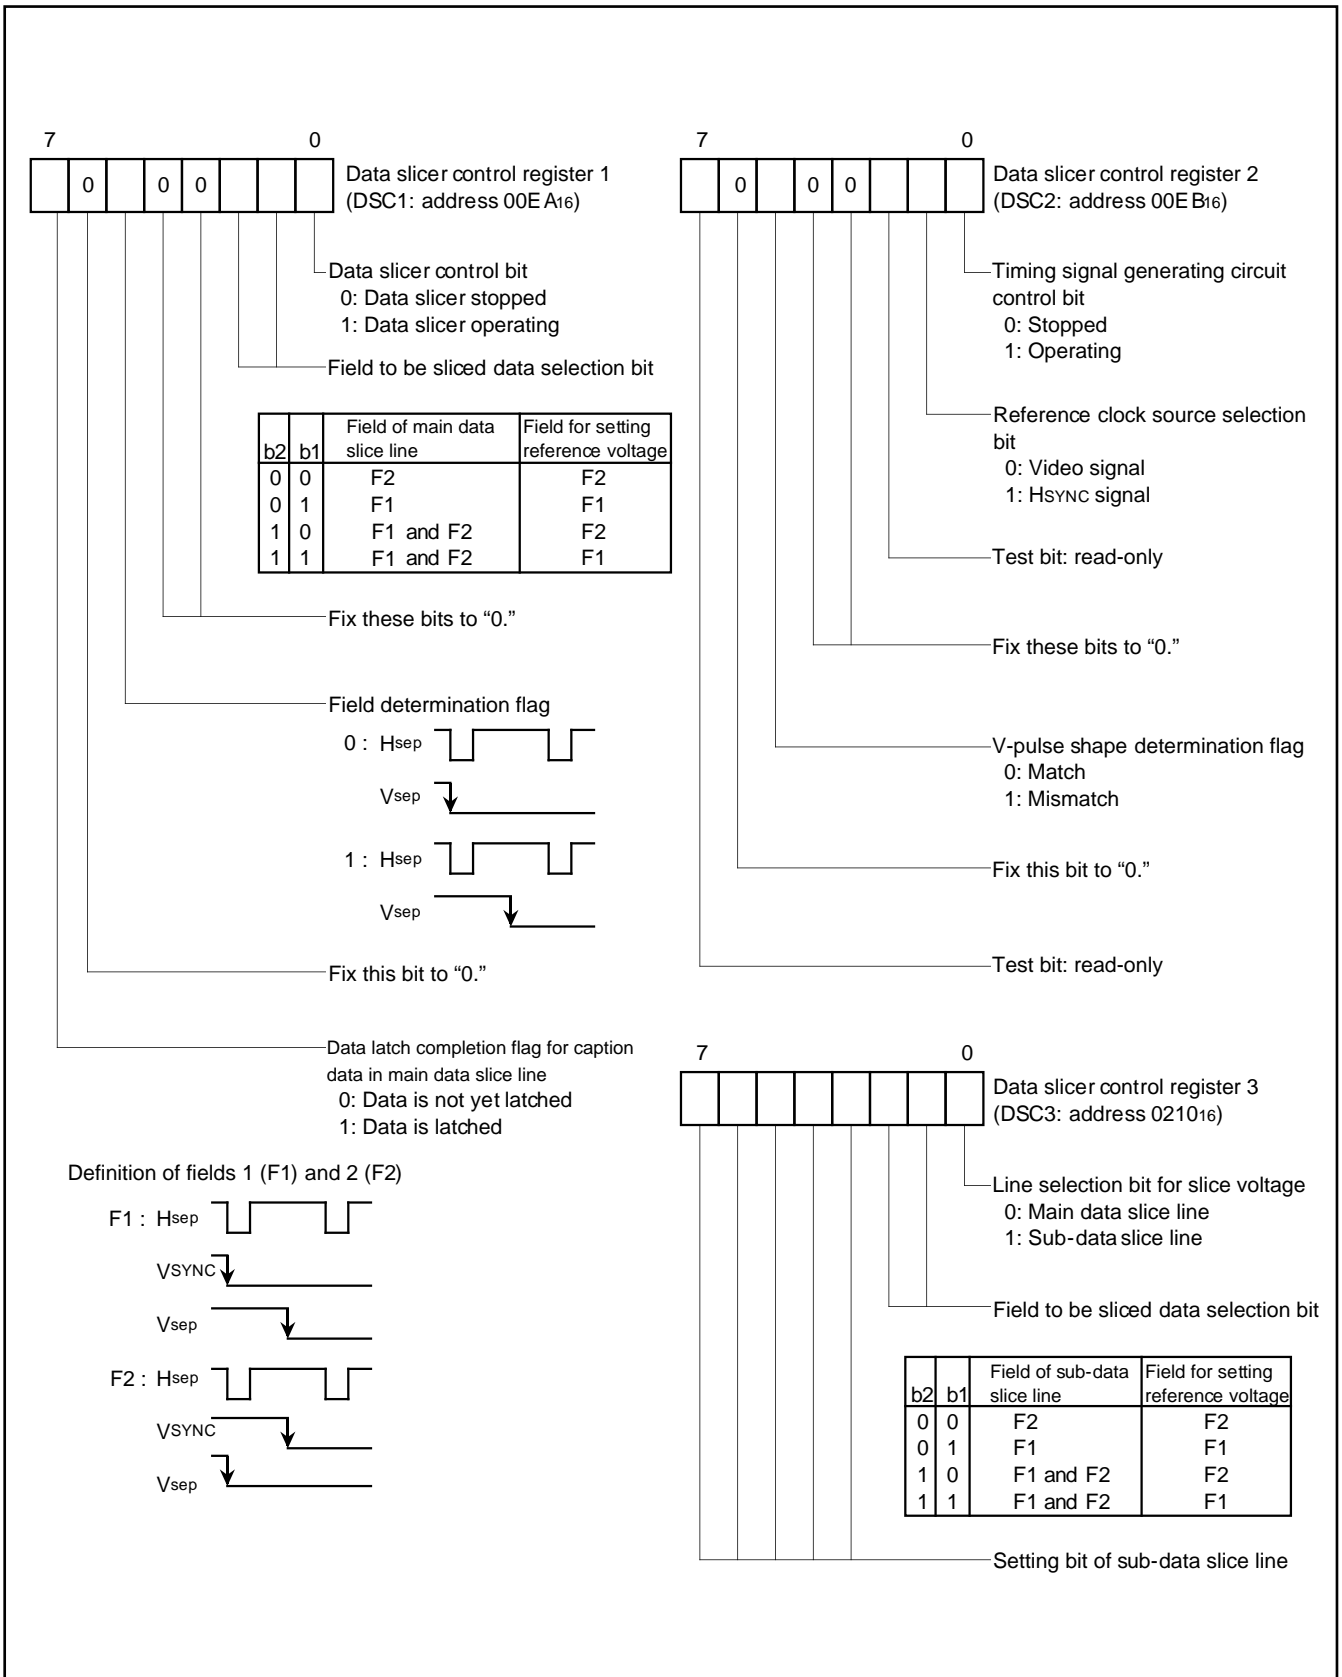 7 0
0 0 0
Data slicer control register 1
(DSC1: address 00EA16)
Data slicer control bit
0: Data slicer stopped
1: Data slicer operating
Field to be sliced data selection bit
b2 b1 Field of main data slice line Field for setting reference voltage
0 0 F2 F2
0 1 F1 F1
1 0 F1 and F2 F2
1 1 F1 and F2 F1
Fix these bits to “0.”
Field determination flag
0 : Hsep
Vsep
1 : Hsep
Vsep
Fix this bit to “0.”
Data latch completion flag for caption
data in main data slice line
0: Data is not yet latched
1: Data is latched
Definition of fields 1 (F1) and 2 (F2)
F1 : Hsep
VSYNC
Vsep
F2 : Hsep
VSYNC
Vsep
7 0
0 0 0
Data slicer control register 2
(DSC2: address 00EB16)
Timing signal generating circuit
control bit
0: Stopped
1: Operating
Reference clock source selection
bit
0: Video signal
1: HSYNC signal
Test bit: read-only
Fix these bits to “0.”
V-pulse shape determination flag
0: Match
1: Mismatch
Fix this bit to “0.”
Test bit: read-only
7 0
Data slicer control register 3
(DSC3: address 021016)
Line selection bit for slice voltage
0: Main data slice line
1: Sub-data slice line
Field to be sliced data selection bit
b2 b1 Field of sub-data slice line Field for setting reference voltage
0 0 F2 F2
0 1 F1 F1
1 0 F1 and F2 F2
1 1 F1 and F2 F1
Setting bit of sub-data slice line